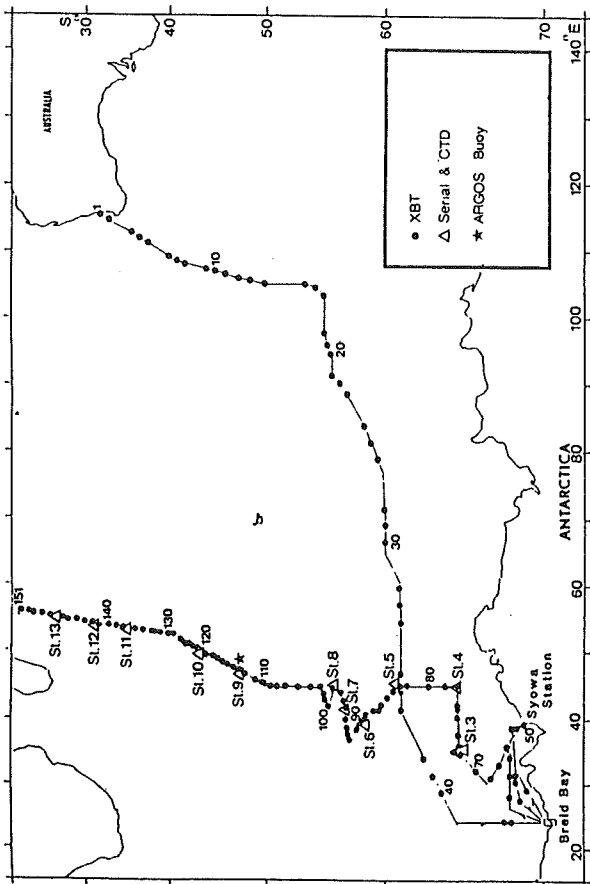 S
30
40
50
60
70
140
°E
120
100
80
60
40
20
AUSTRALIA
ANTARCTICA
Syowa Station
Breid Bay
XBT
Serial & CTD
ARGOS Buoy
1
10
20
30
40
50
70
80
90
100
110
120
130
140
151
St.3
St.4
St.5
St.6
St.7
St.8
St.9
St.10
St.11
St.12
St.13